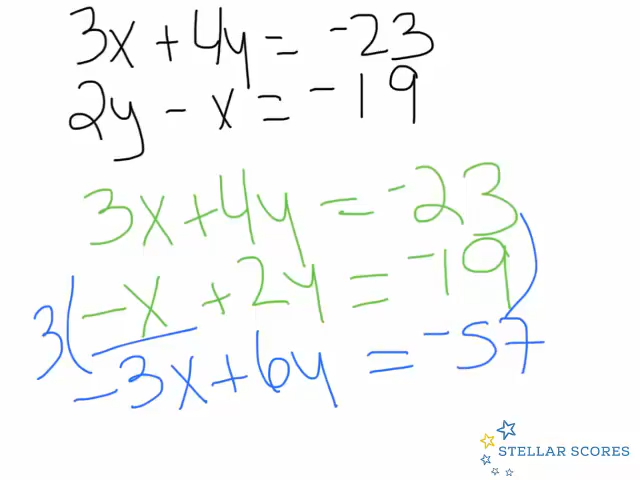 3x + 4y = -23
2y - x = -19
3x + 4y = -23
3( -x + 2y = -19 )
-3x + 6y = -57
STELLAR SCORES